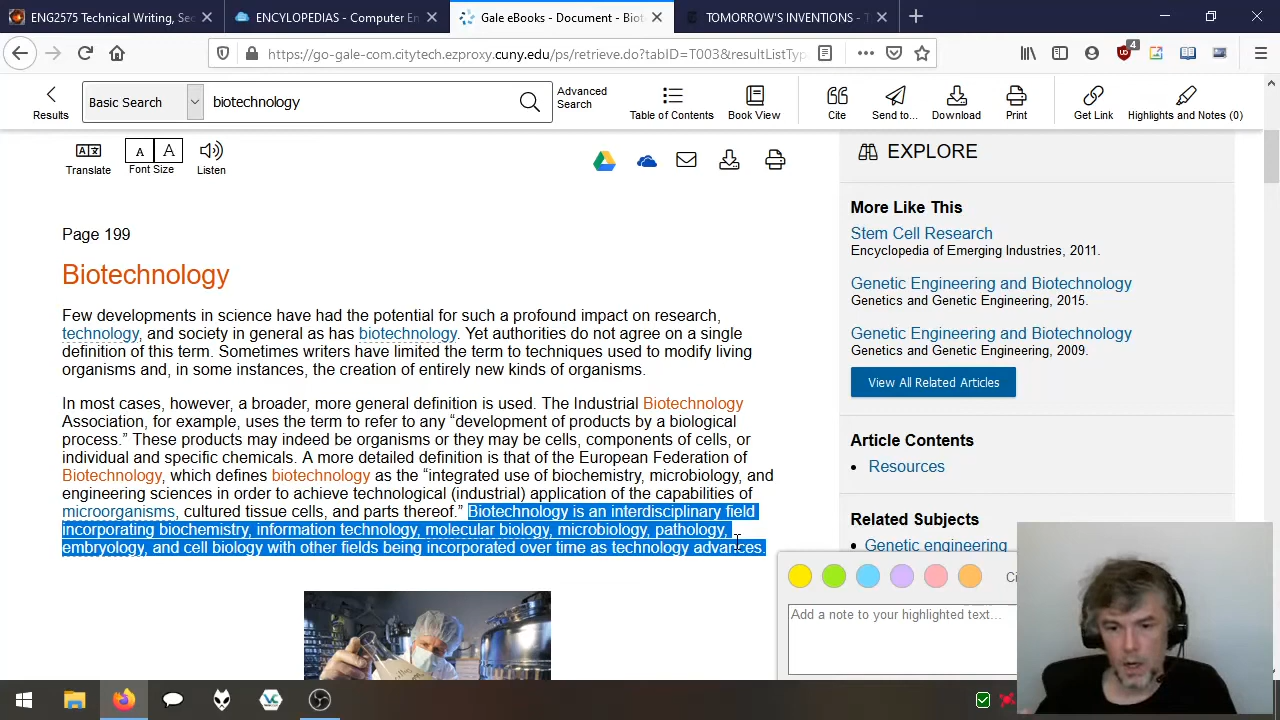 ENG2575 Technical Writing, Se
ENCYLOPEDIAS - Computer En
Gale eBooks - Document - Biot
TOMORROW'S INVENTIONS - T
https://go-gale-com.citytech.ezproxy.cuny.edu/ps/retrieve.do?tabID=T003&resultListTyp
4
Results
Basic Search
biotechnology
Advanced
Search
Table of Contents
Book View
Cite
Send to...
Download
Print
Get Link
Highlights and Notes (0)
Translate
A A
Font Size
Listen
Page 199
Biotechnology
Few developments in science have had the potential for such a profound impact on research,
technology, and society in general as has biotechnology. Yet authorities do not agree on a single
definition of this term. Sometimes writers have limited the term to techniques used to modify living
organisms and, in some instances, the creation of entirely new kinds of organisms.
In most cases, however, a broader, more general definition is used. The Industrial Biotechnology
Association, for example, uses the term to refer to any “development of products by a biological
process.” These products may indeed be organisms or they may be cells, components of cells, or
individual and specific chemicals. A more detailed definition is that of the European Federation of
Biotechnology, which defines biotechnology as the “integrated use of biochemistry, microbiology, and
engineering sciences in order to achieve technological (industrial) application of the capabilities of
microorganisms, cultured tissue cells, and parts thereof.” Biotechnology is an interdisciplinary field
incorporating biochemistry, information technology, molecular biology, microbiology, pathology,
embryology, and cell biology with other fields being incorporated over time as technology advances.
EXPLORE
More Like This
Stem Cell Research
Encyclopedia of Emerging Industries, 2011.
Genetic Engineering and Biotechnology
Genetics and Genetic Engineering, 2015.
Genetic Engineering and Biotechnology
Genetics and Genetic Engineering, 2009.
View All Related Articles
Article Contents
Resources
Related Subjects
Genetic engineering
Add a note to your highlighted text...